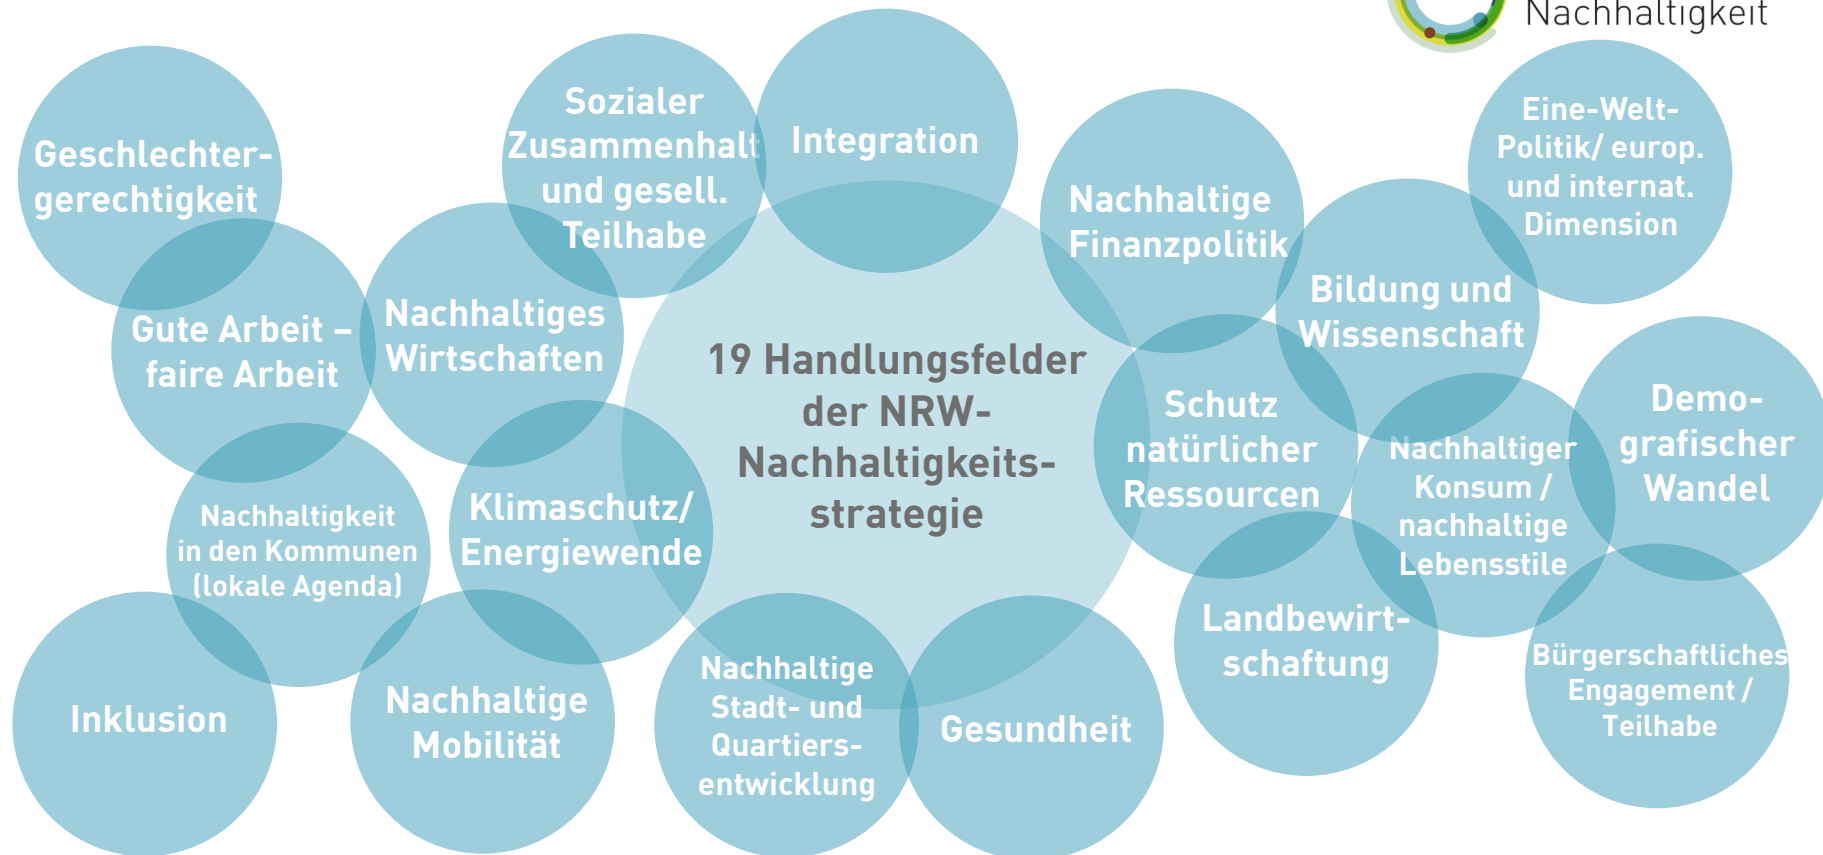 Nachhaltigkeit
Geschlechter-
gerechtigkeit
Sozialer
Zusammenhalt
und gesell.
Teilhabe
Integration
Nachhaltige
Finanzpolitik
Eine-Welt-
Politik/ europ.
und internat.
Dimension
Gute Arbeit –
faire Arbeit
Nachhaltiges
Wirtschaften
Bildung und
Wissenschaft
19 Handlungsfelder
der NRW-
Nachhaltigkeits-
strategie
Schutz
natürlicher
Ressourcen
Nachhaltiger
Konsum /
nachhaltige
Lebensstile
Demo-
grafischer
Wandel
Nachhaltigkeit
in den Kommunen
(lokale Agenda)
Klimaschutz/
Energiewende
Inklusion
Nachhaltige
Mobilität
Nachhaltige
Stadt- und
Quartiers-
entwicklung
Gesundheit
Landbewirt-
schaftung
Bürgerschaftliches
Engagement /
Teilhabe